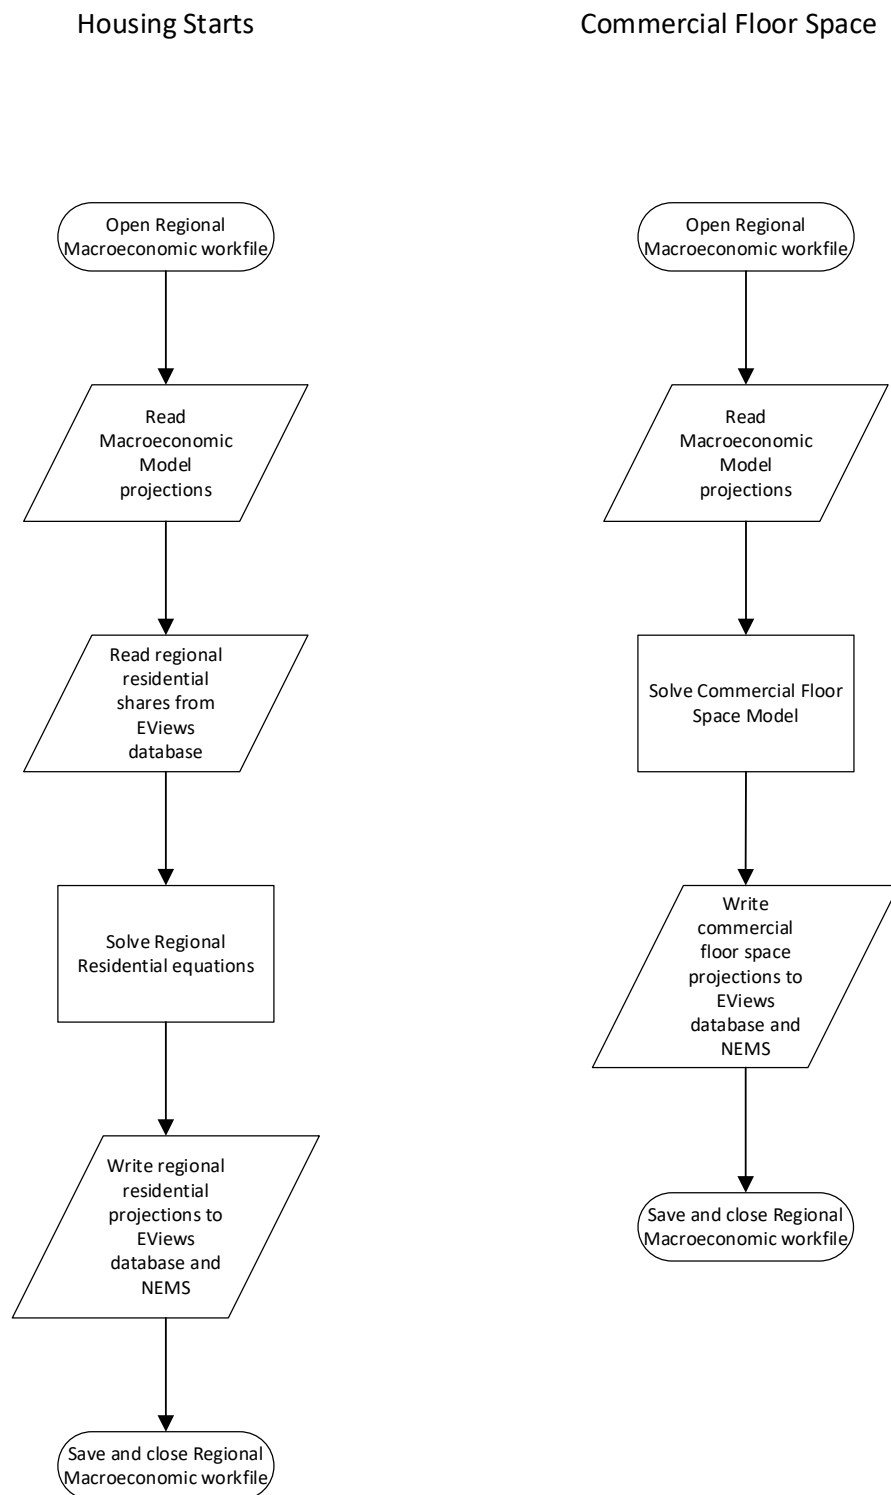 Housing Starts
Open Regional
Macroeconomic workfile
Read
Macroeconomic
Model
projections
Read regional
residential
shares from
EViews
database
Solve Regional
Residential equations
Write regional
residential
projections to
EViews
database and
NEMS
Save and close Regional
Macroeconomic workfile
Commercial Floor Space
Open Regional
Macroeconomic workfile
Read
Macroeconomic
Model
projections
Solve Commercial Floor
Space Model
Write
commercial
floor space
projections to
EViews
database and
NEMS
Save and close Regional
Macroeconomic workfile